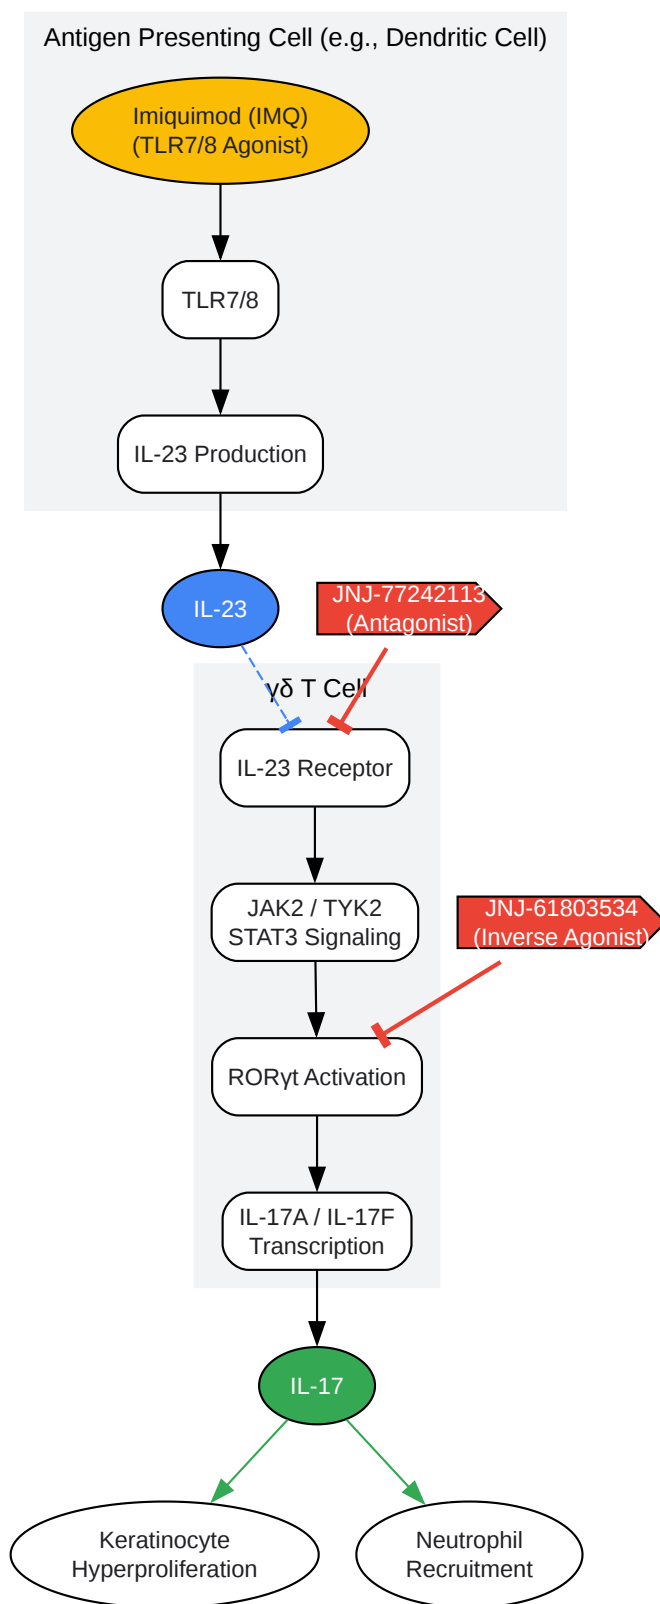 Antigen Presenting Cell (e.g., Dendritic Cell)
Imiquimod (IMQ)
(TLR7/8 Agonist)
TLR7/8
IL-23 Production
IL-23
JNJ-77242113
(Antagonist)
γδ T Cell
IL-23 Receptor
JAK2 / TYK2
STAT3 Signaling
JNJ-61803534
(Inverse Agonist)
RORγt Activation
IL-17A / IL-17F
Transcription
IL-17
Keratinocyte
Hyperproliferation
Neutrophil
Recruitment